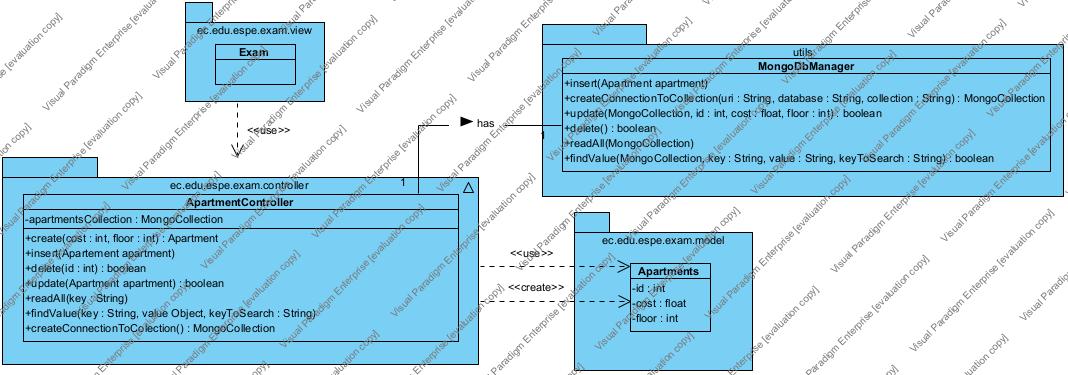 ec.edu.espe.exam.view
Exam
<<use>>
utils
MongoDbManager
+insert(Apartment apartment)
+createConnectionToCollection(uri : String, database : String, collection : String) : MongoCollection
+update(MongoCollection, id : int, cost : float, floor : int) : boolean
+delete() : boolean
+readAll(MongoCollection)
+findValue(MongoCollection, key : String, value : String, keyToSearch : String) : boolean
has
1
1
ec.edu.espe.exam.controller
ApartmentController
-apartmentsCollection : MongoCollection
+create(cost : int, floor : int) : Apartment
+insert(Apartement apartment)
+delete(id : int) : boolean
+update(Apartment apartment) : boolean
+readAll(key : String)
+findValue(key : String, value Object, keyToSearch : String)
+createConnectionToColection() : MongoCollection
<<use>>
<<create>>
ec.edu.espe.exam.model
Apartments
-id : int
-cost : float
-floor : int
Visual Paradigm Enterprise [evaluation copy]